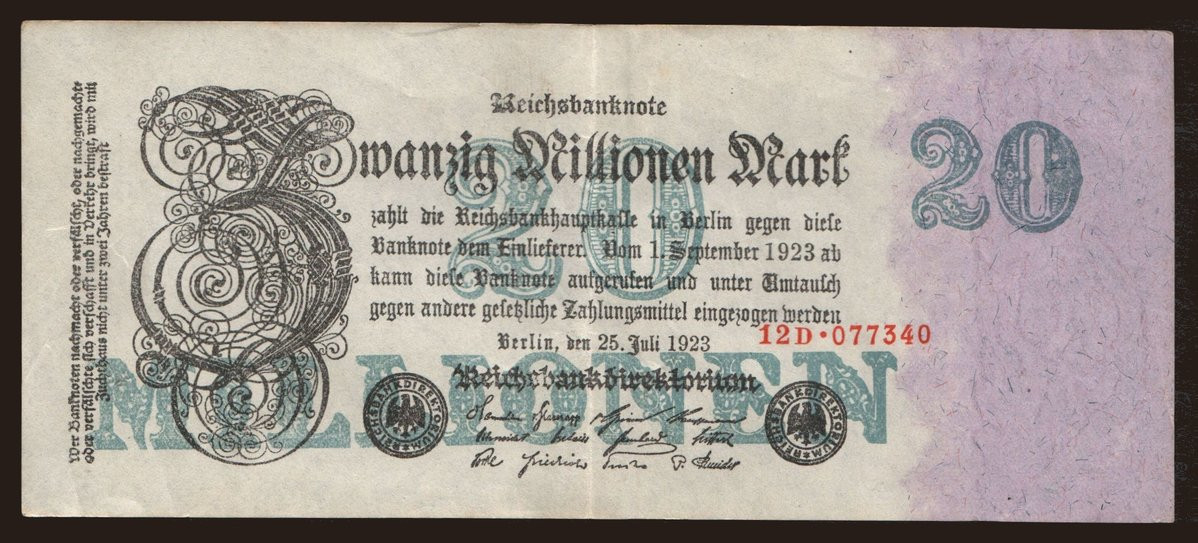 Reichsbanknote
Zwanzig Millionen Mark
zahlt die Reichsbankhauptkasse in Berlin gegen diese
Banknote dem Einlieferer. Vom 1. September 1923 ab
kann diese Banknote aufgerufen und unter Umtausch
gegen andere gesetzliche Zahlungsmittel eingezogen werden
Berlin, den 25. Juli 1923
12D·077340
Reichsbankdirektorium
20
MILLIONEN
20
REICHSBANKDIREKTORIUM
REICHSBANKDIREKTORIUM
Wer Banknoten nachmacht oder verfälscht, oder nachgemachte
oder verfälschte sich verschafft und in Verkehr bringt, wird mit
Zuchthaus nicht unter zwei Jahren bestraft